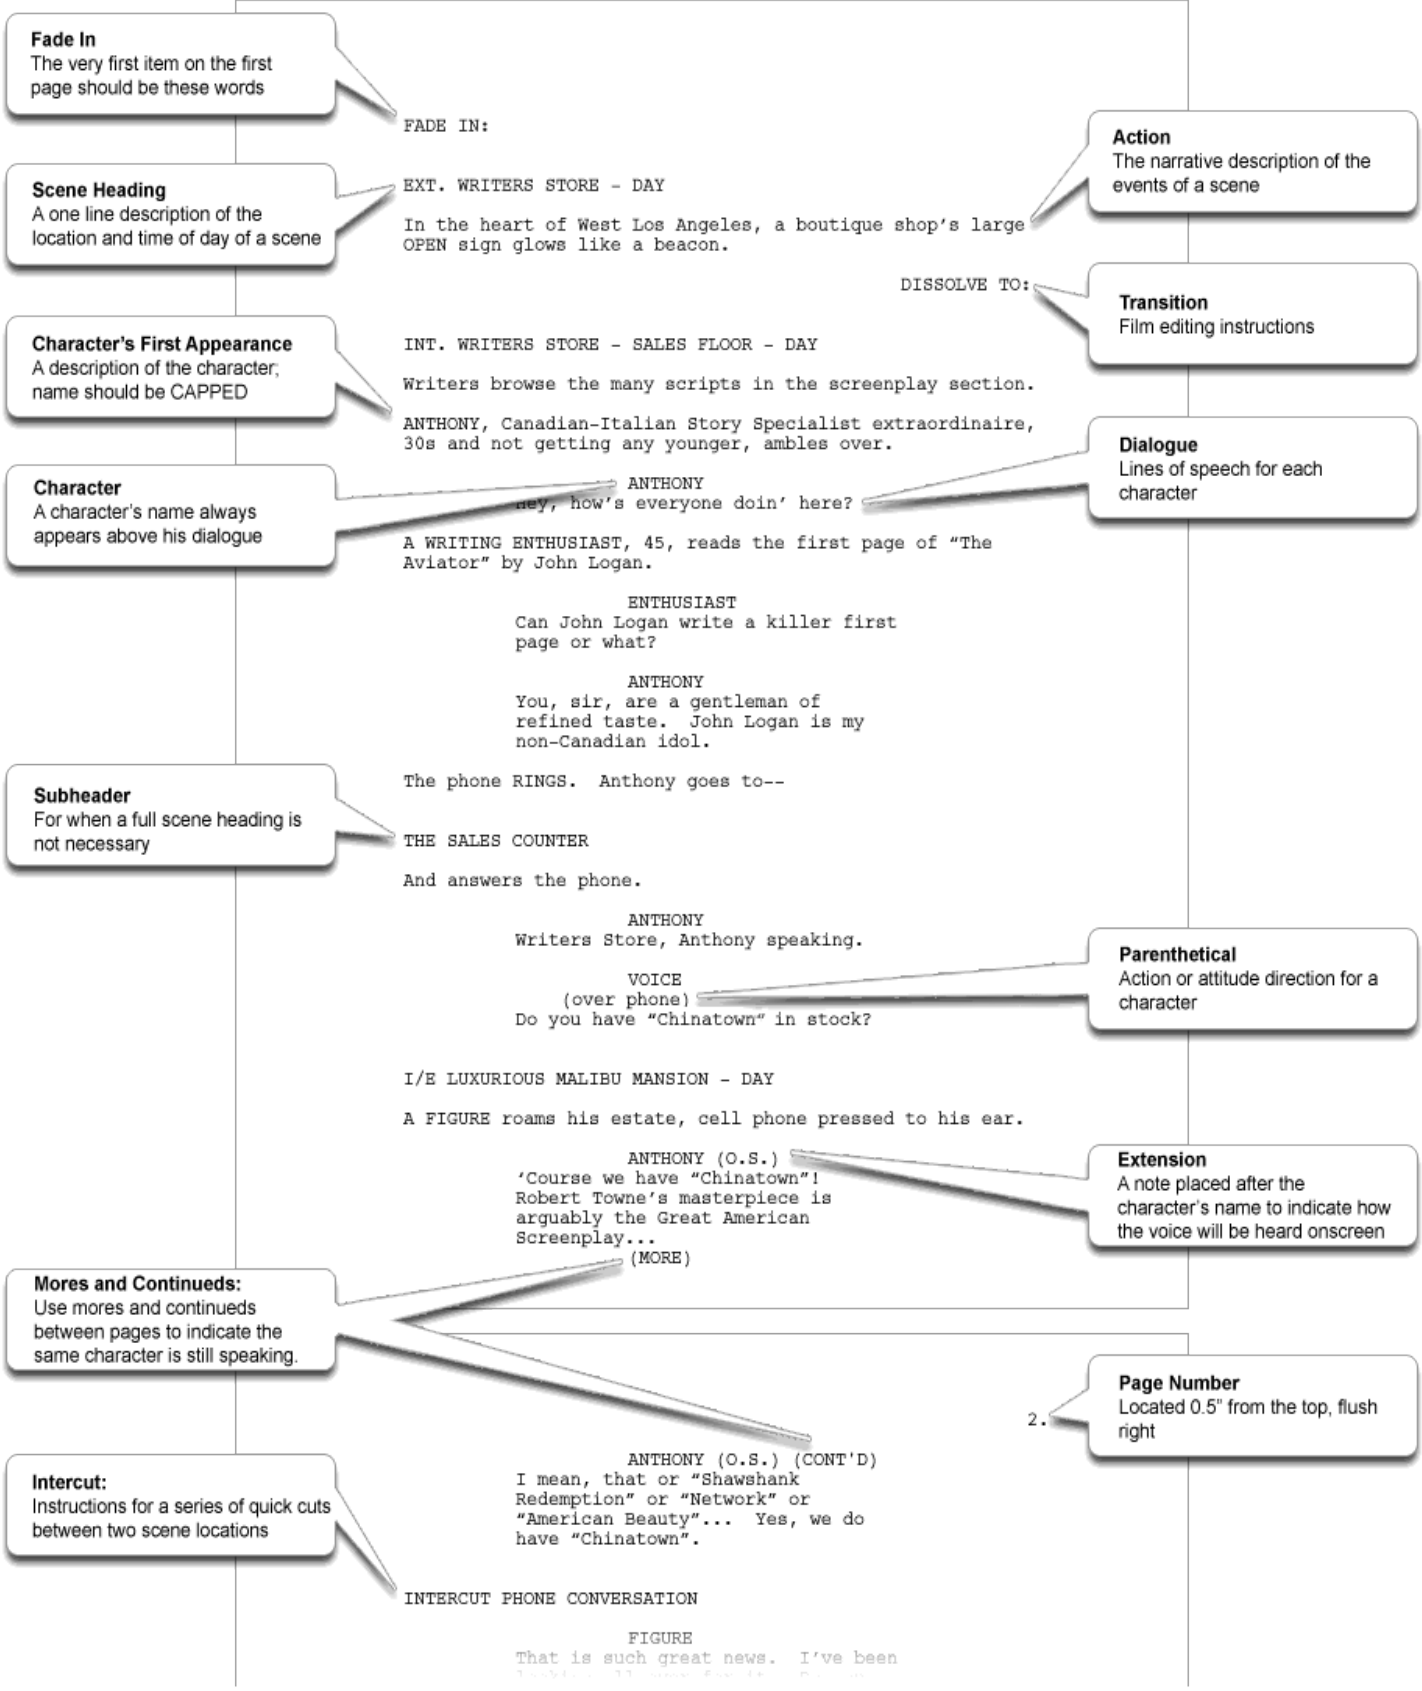 Fade In
The very first item on the first
page should be these words
FADE IN:
Action
The narrative description of the
events of a scene
Scene Heading
A one line description of the
location and time of day of a scene
EXT. WRITERS STORE - DAY
In the heart of West Los Angeles, a boutique shop’s large
OPEN sign glows like a beacon.
DISSOLVE TO:
Transition
Film editing instructions
Character’s First Appearance
A description of the character;
name should be CAPPED
INT. WRITERS STORE - SALES FLOOR - DAY
Writers browse the many scripts in the screenplay section.
ANTHONY, Canadian-Italian Story Specialist extraordinaire,
30s and not getting any younger, ambles over.
Dialogue
Lines of speech for each
character
Character
A character’s name always
appears above his dialogue
ANTHONY
Hey, how’s everyone doin’ here?
A WRITING ENTHUSIAST, 45, reads the first page of “The
Aviator” by John Logan.
ENTHUSIAST
Can John Logan write a killer first
page or what?
ANTHONY
You, sir, are a gentleman of
refined taste.  John Logan is my
non-Canadian idol.
The phone RINGS.  Anthony goes to--
Subheader
For when a full scene heading is
not necessary
THE SALES COUNTER
And answers the phone.
ANTHONY
Writers Store, Anthony speaking.
VOICE
(over phone)
Do you have “Chinatown” in stock?
Parenthetical
Action or attitude direction for a
character
I/E LUXURIOUS MALIBU MANSION - DAY
A FIGURE roams his estate, cell phone pressed to his ear.
ANTHONY (O.S.)
‘Course we have “Chinatown”!
Robert Towne’s masterpiece is
arguably the Great American
Screenplay...
(MORE)
Extension
A note placed after the
character’s name to indicate how
the voice will be heard onscreen
Mores and Continueds:
Use mores and continueds
between pages to indicate the
same character is still speaking.
Page Number
Located 0.5" from the top, flush
right
2.
ANTHONY (O.S.) (CONT'D)
I mean, that or “Shawshank
Redemption” or “Network” or
“American Beauty”...  Yes, we do
have “Chinatown”.
Intercut:
Instructions for a series of quick cuts
between two scene locations
INTERCUT PHONE CONVERSATION
FIGURE
That is such great news.  I’ve been